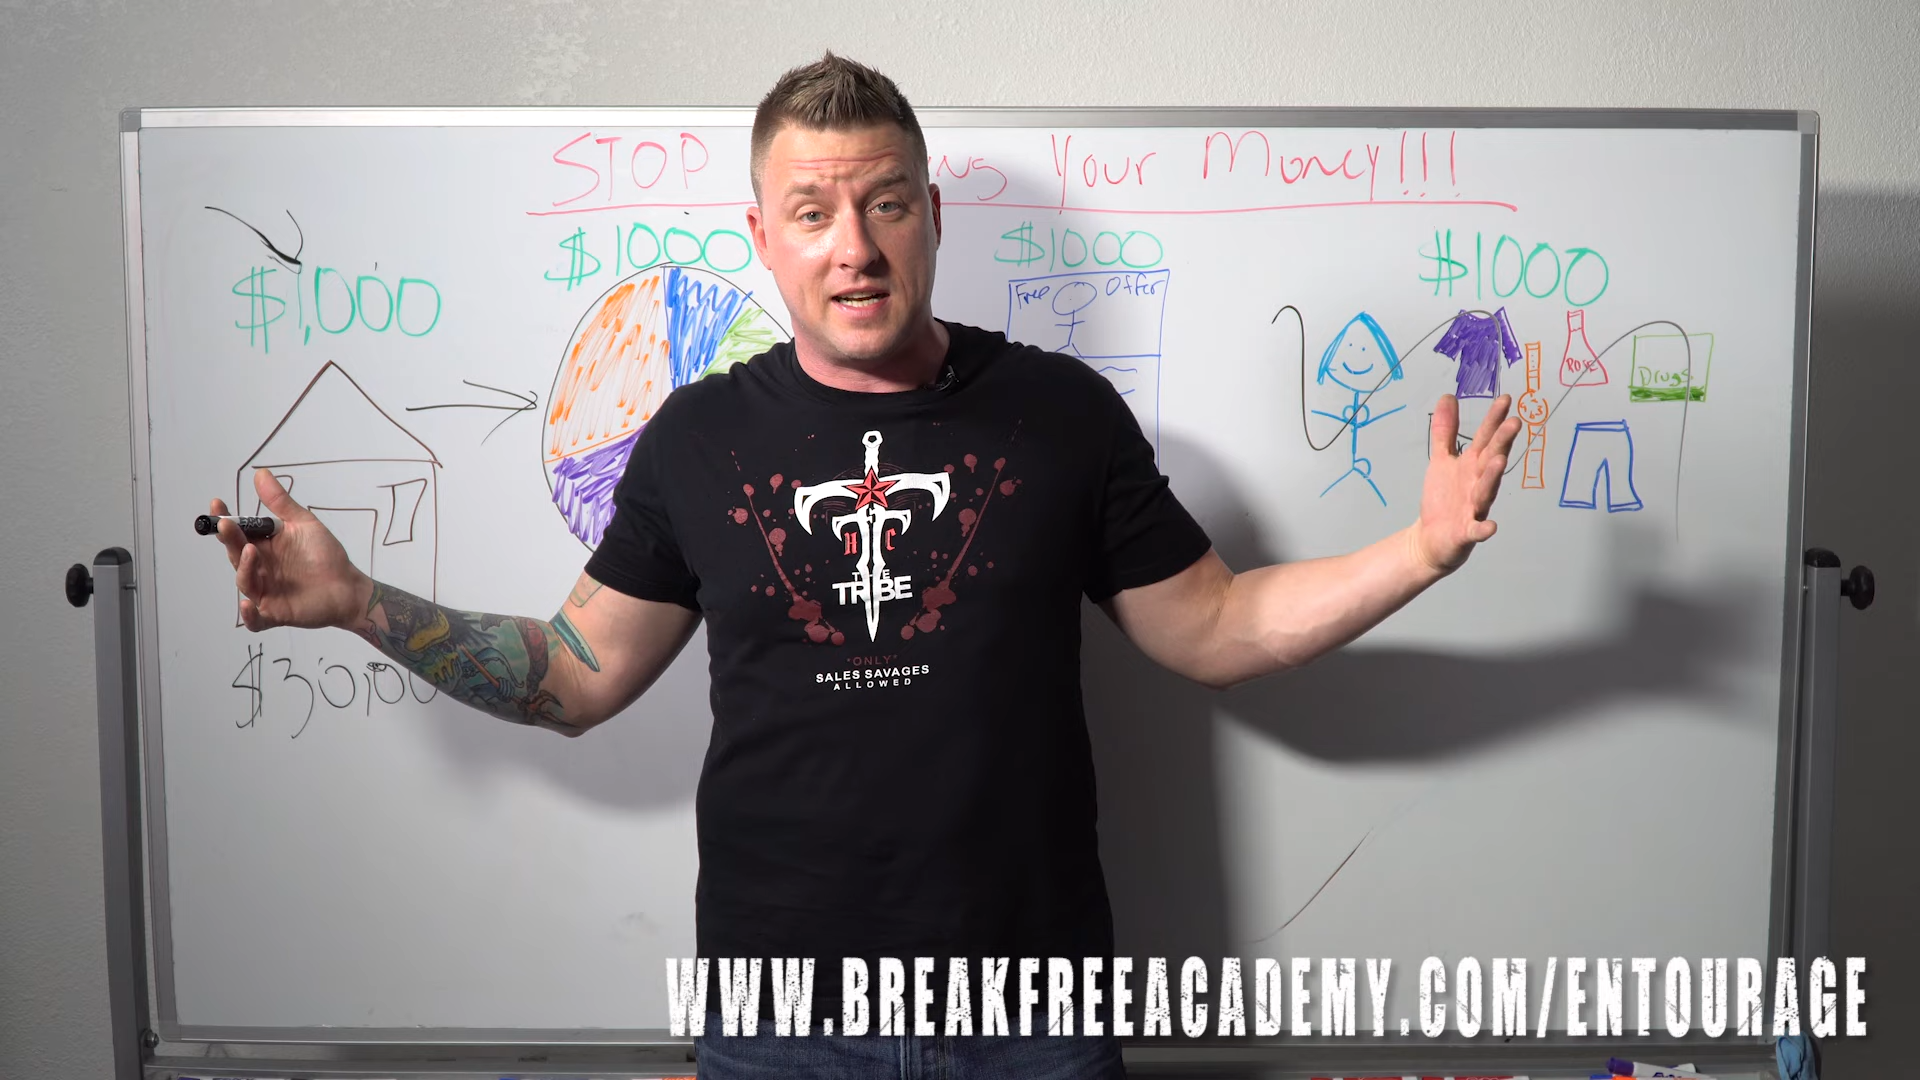 STOP ing Your Money!!!
$1,000
$1000
$1000
$1000
Free Offer
ROSE
Drugs
H S C
THE
TRIBE
"ONLY"
SALES SAVAGES
ALLOWED
$30,00
WWW.BREAKFREEACADEMY.COM/ENTOURAGE